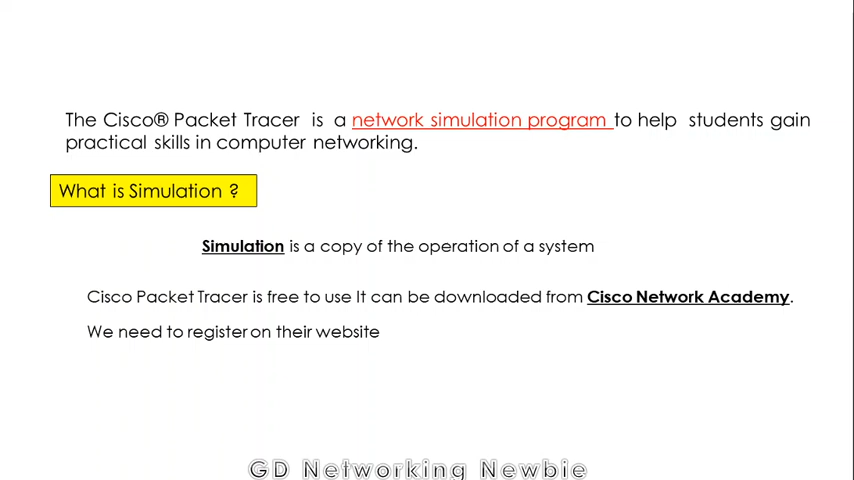 The Cisco® Packet Tracer is a network simulation program to help students gain
practical skills in computer networking.
What is Simulation ?
Simulation is a copy of the operation of a system
Cisco Packet Tracer is free to use It can be downloaded from Cisco Network Academy.
We need to register on their website
GD Networking Newbie